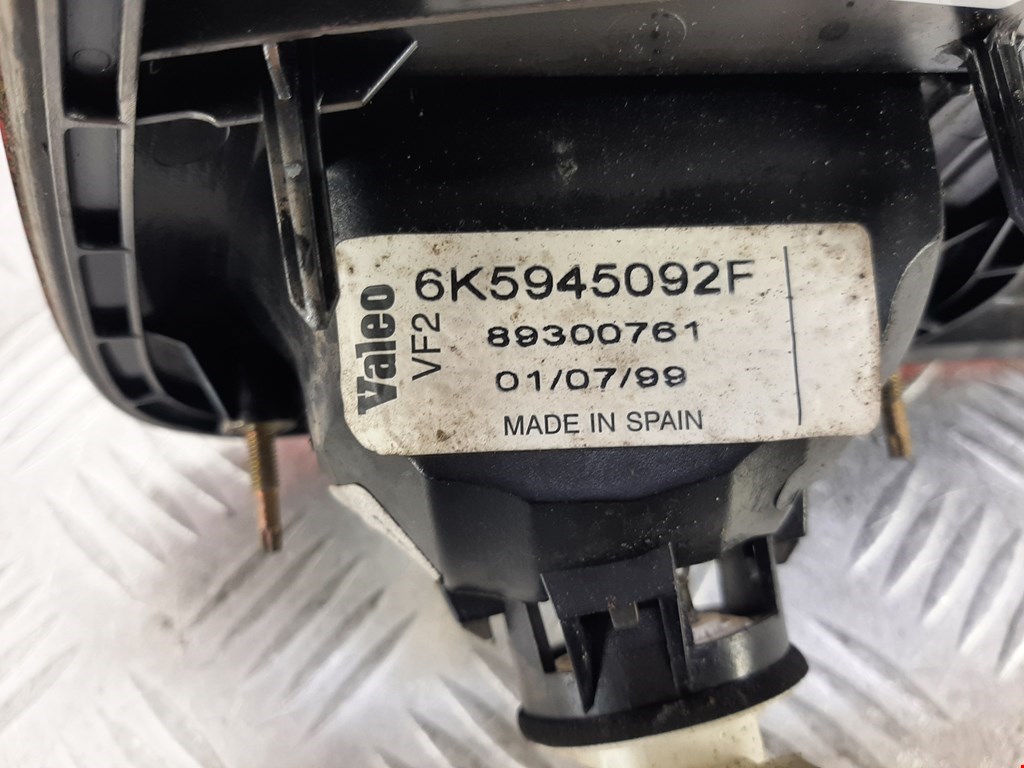 Valeo
VF2
6K5945092F
89300761
01/07/99
MADE IN SPAIN